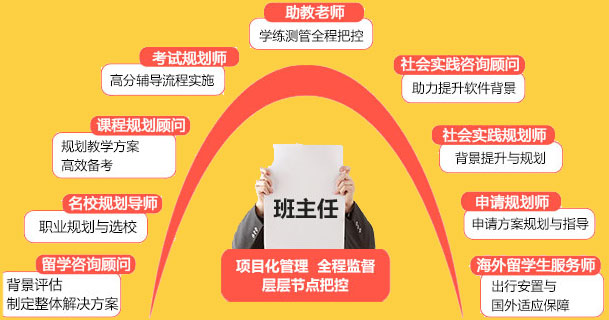 助教老师
学练测管全程把控
考试规划师
高分辅导流程实施
社会实践咨询顾问
助力提升软件背景
课程规划顾问
规划教学方案
高效备考
社会实践规划师
背景提升与规划
名校规划导师
职业规划与选校
申请规划师
申请方案规划与指导
留学咨询顾问
背景评估
制定整体解决方案
海外留学生服务师
出行安置与
国外适应保障
班主任
项目化管理 全程监督
层层节点把控